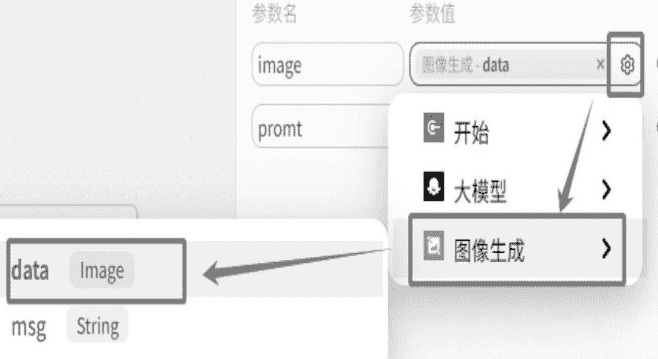 参数名 参数值
image 图像生成 - data ×
promt
开始
大模型
图像生成
data Image
msg String